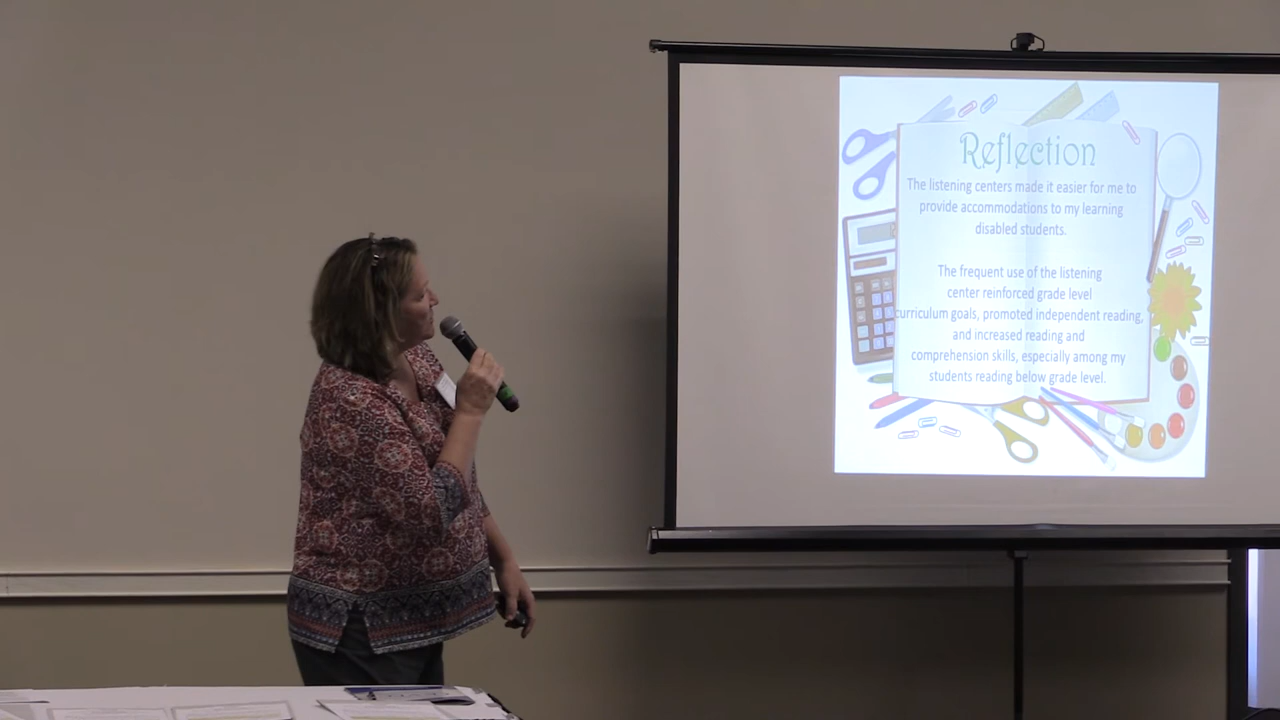 Reflection
The listening centers made it easier for me to
provide accommodations to my learning
disabled students.
The frequent use of the listening
center reinforced grade level
curriculum goals, promoted independent reading,
and increased reading and
comprehension skills, especially among my
students reading below grade level.